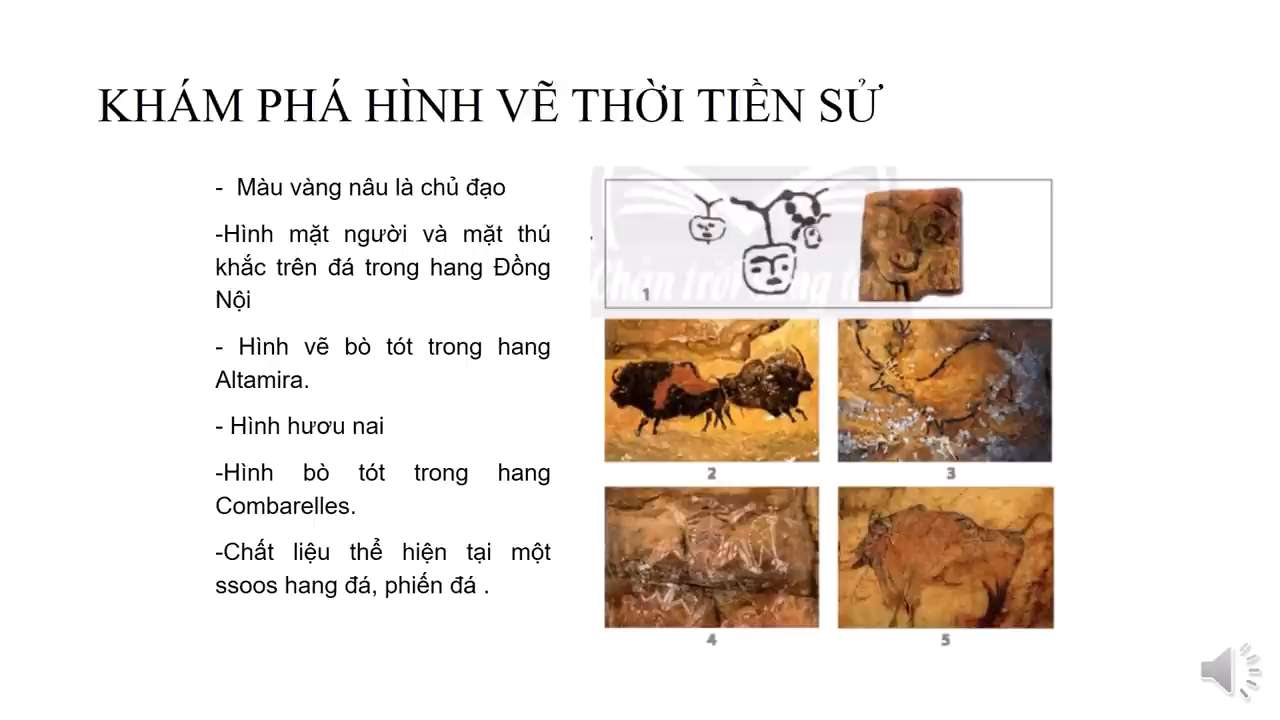 KHÁM PHÁ HÌNH VẼ THỜI TIỀN SỬ
- Màu vàng nâu là chủ đạo
-Hình mặt người và mặt thú
khắc trên đá trong hang Đồng
Nội
- Hình vẽ bò tót trong hang
Altamira.
- Hình hươu nai
-Hình bò tót trong hang
Combarelles.
-Chất liệu thể hiện tại một
ssoos hang đá, phiến đá .
Chân trời
1
2
3
4
5